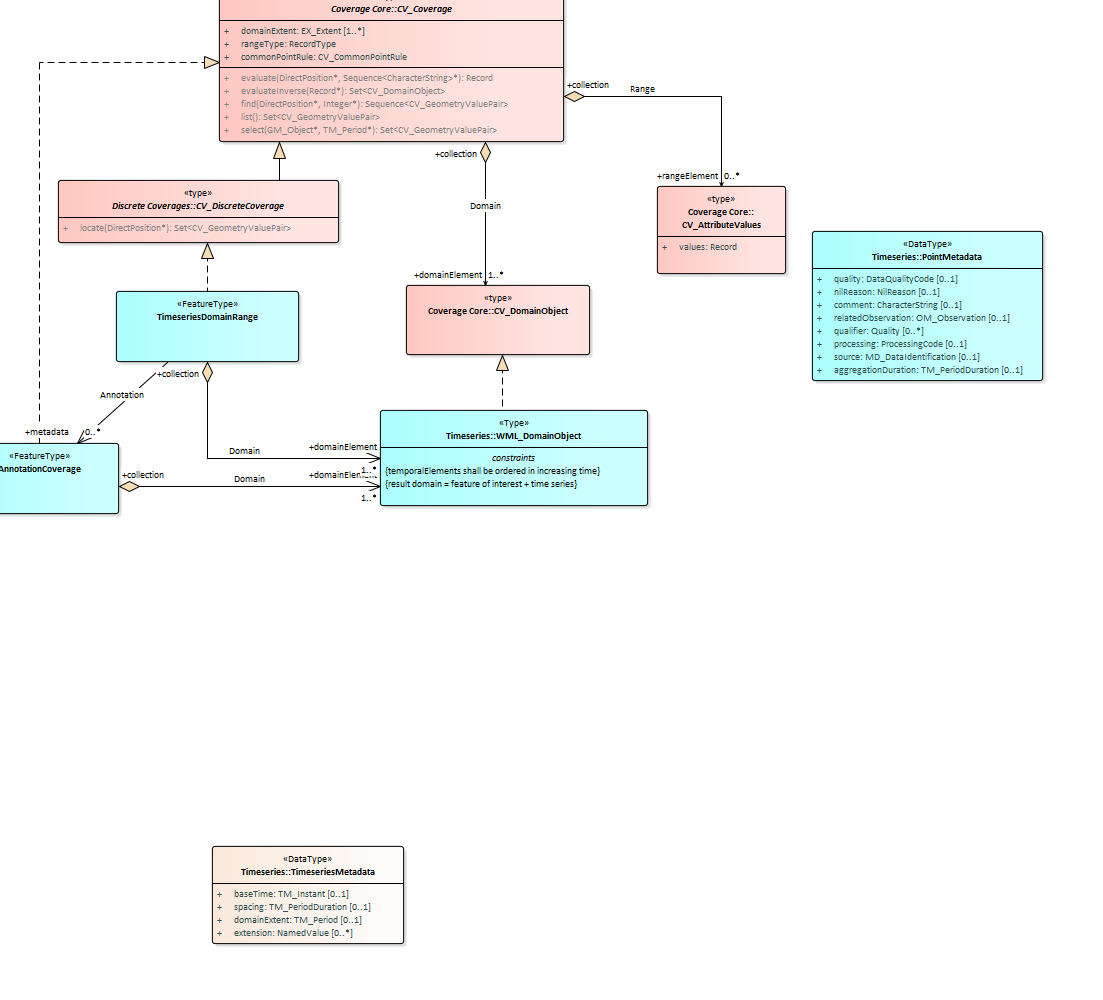 Coverage Core::CV_Coverage
+ domainExtent: EX_Extent [1..*]
+ rangeType: RecordType
+ commonPointRule: CV_CommonPointRule
+ evaluate(DirectPosition*, Sequence<CharacterString>*): Record
+ evaluateInverse(Record*): Set<CV_DomainObject>
+ find(DirectPosition*, Integer*): Sequence<CV_GeometryValuePair>
+ list(): Set<CV_GeometryValuePair>
+ select(GM_Object*, TM_Period*): Set<CV_GeometryValuePair>
+collection
Range
+rangeElement 0..*
+collection
Domain
+domainElement 1..*
«type»
Discrete Coverages::CV_DiscreteCoverage
+ locate(DirectPosition*): Set<CV_GeometryValuePair>
«type»
Coverage Core::
CV_AttributeValues
+ values: Record
«DataType»
Timeseries::PointMetadata
+ quality: DataQualityCode [0..1]
+ nilReason: NilReason [0..1]
+ comment: CharacterString [0..1]
+ relatedObservation: OM_Observation [0..1]
+ qualifier: Quality [0..*]
+ processing: ProcessingCode [0..1]
+ source: MD_DataIdentification [0..1]
+ aggregationDuration: TM_PeriodDuration [0..1]
«FeatureType»
TimeseriesDomainRange
«type»
Coverage Core::CV_DomainObject
+collection
Annotation
+metadata 0..*
Domain
+domainElement
1..*
«FeatureType»
AnnotationCoverage
+collection
Domain
1..*
«Type»
Timeseries::WML_DomainObject
constraints
{temporalElements shall be ordered in increasing time}
{result domain = feature of interest + time series}
«DataType»
Timeseries::TimeseriesMetadata
+ baseTime: TM_Instant [0..1]
+ spacing: TM_PeriodDuration [0..1]
+ domainExtent: TM_Period [0..1]
+ extension: NamedValue [0..*]